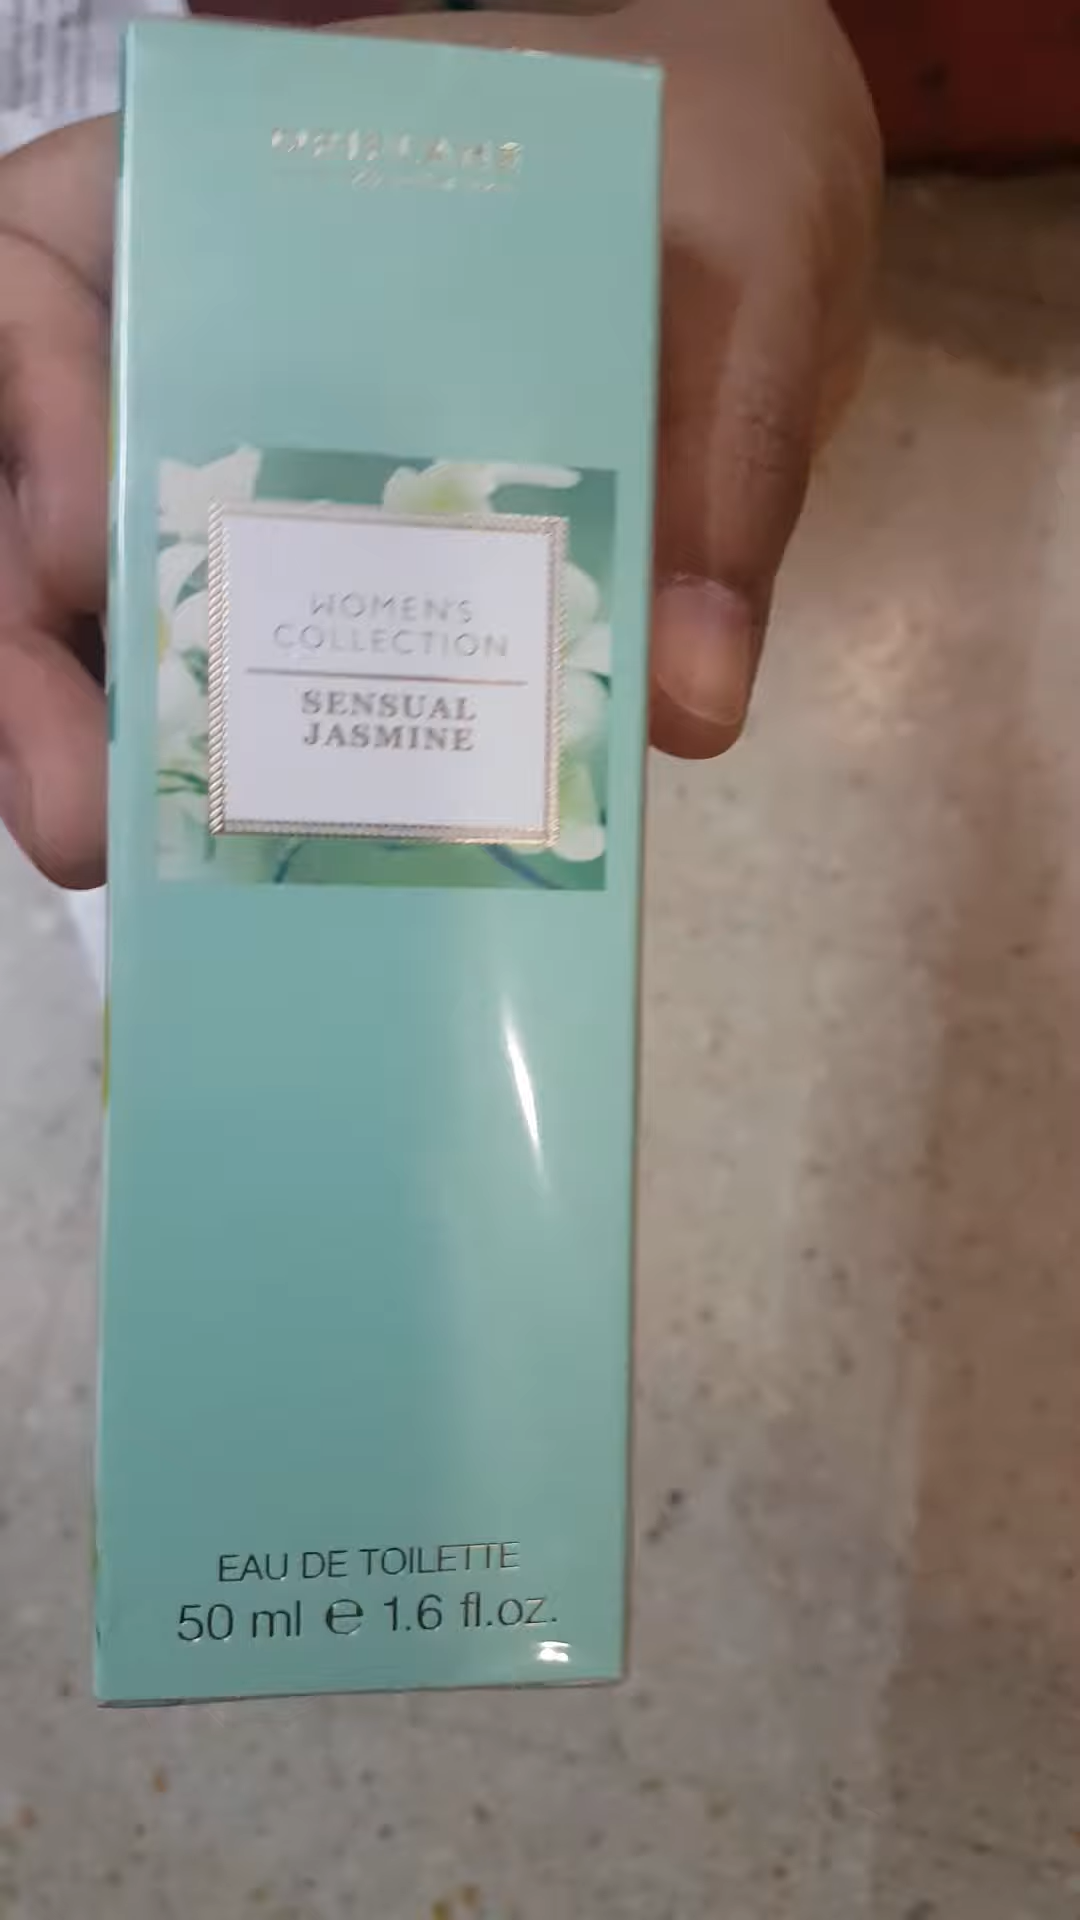 WOMEN'S
COLLECTION
SENSUAL
JASMINE
EAU DE TOILETTE
50 ml ℮ 1.6 fl.oz.